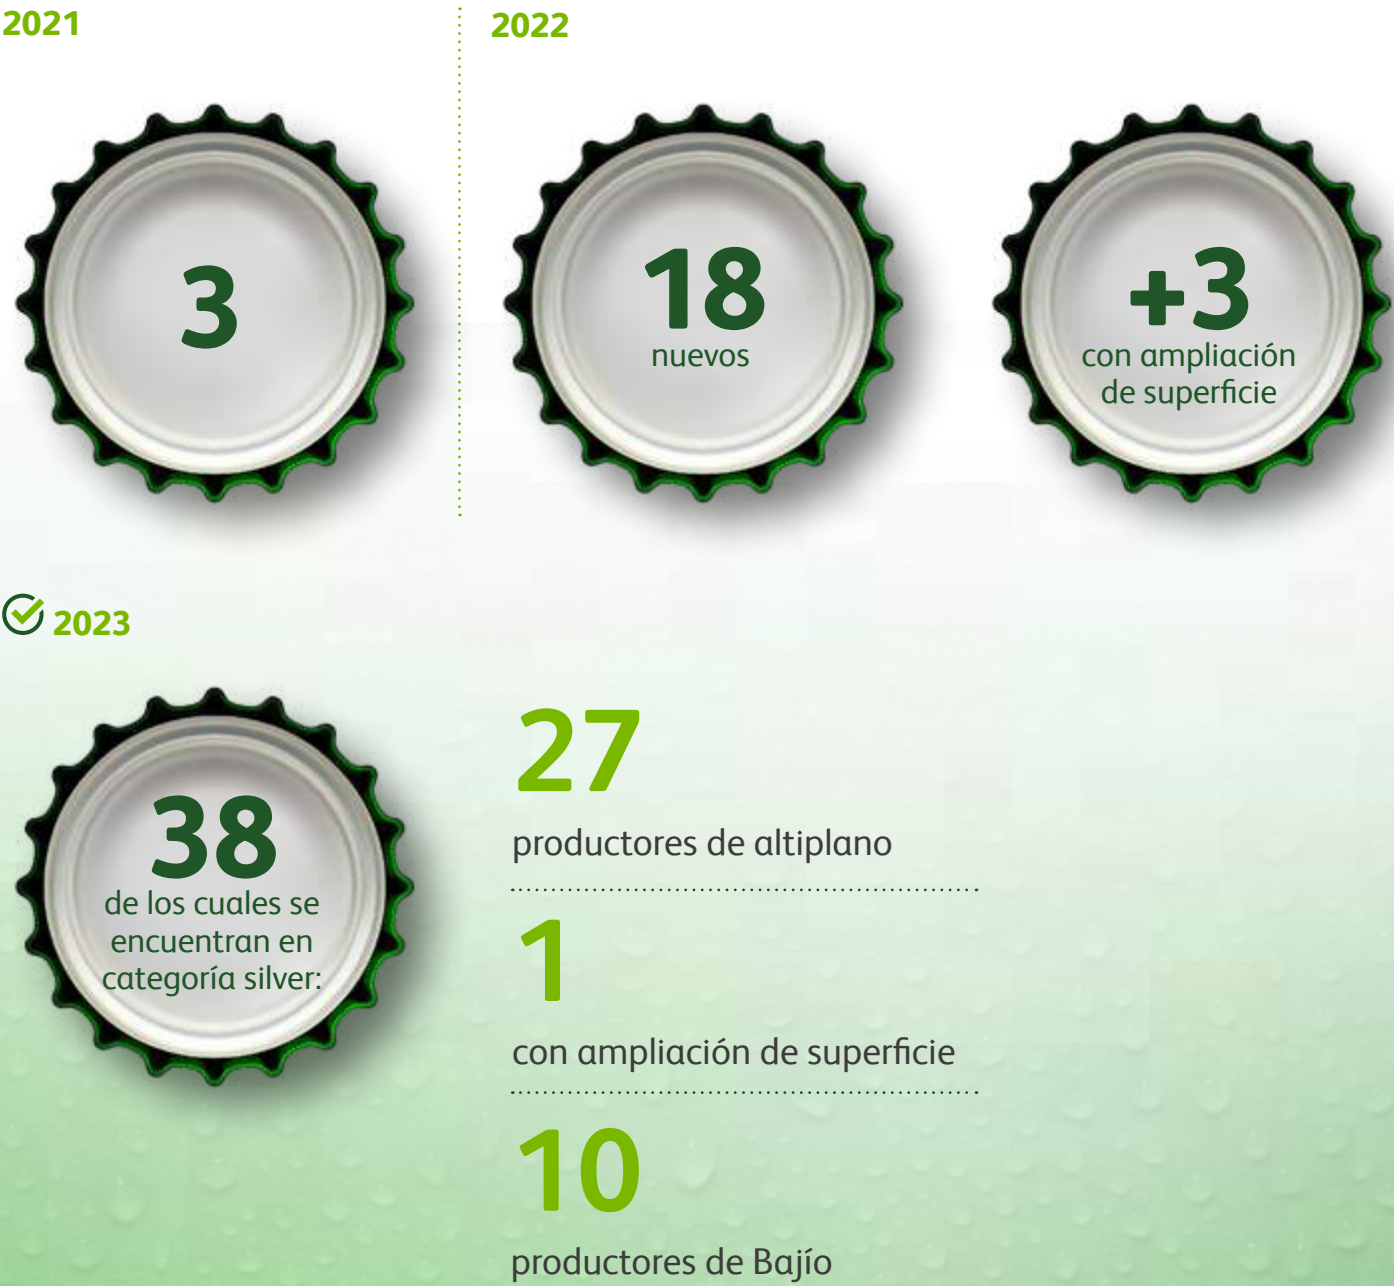 2021
3
2022
18
nuevos
+3
con ampliación
de superficie
2023
38
de los cuales se
encuentran en
categoría silver:
27
productores de altiplano
1
con ampliación de superficie
10
productores de Bajío